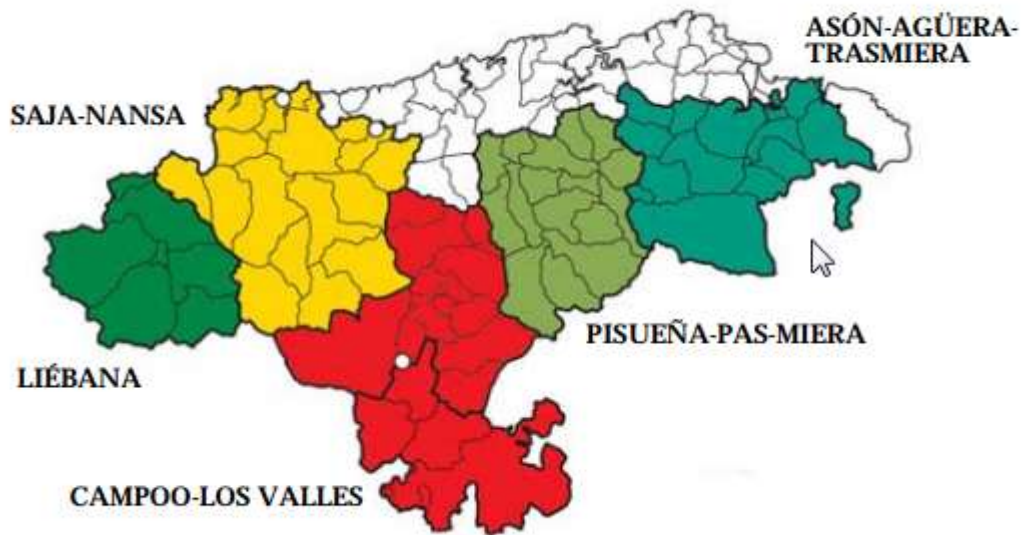 ASÓN-AGÜERA-
TRASMIERA
SAJA-NANSA
PISUEÑA-PAS-MIERA
LIÉBANA
CAMPOO-LOS VALLES